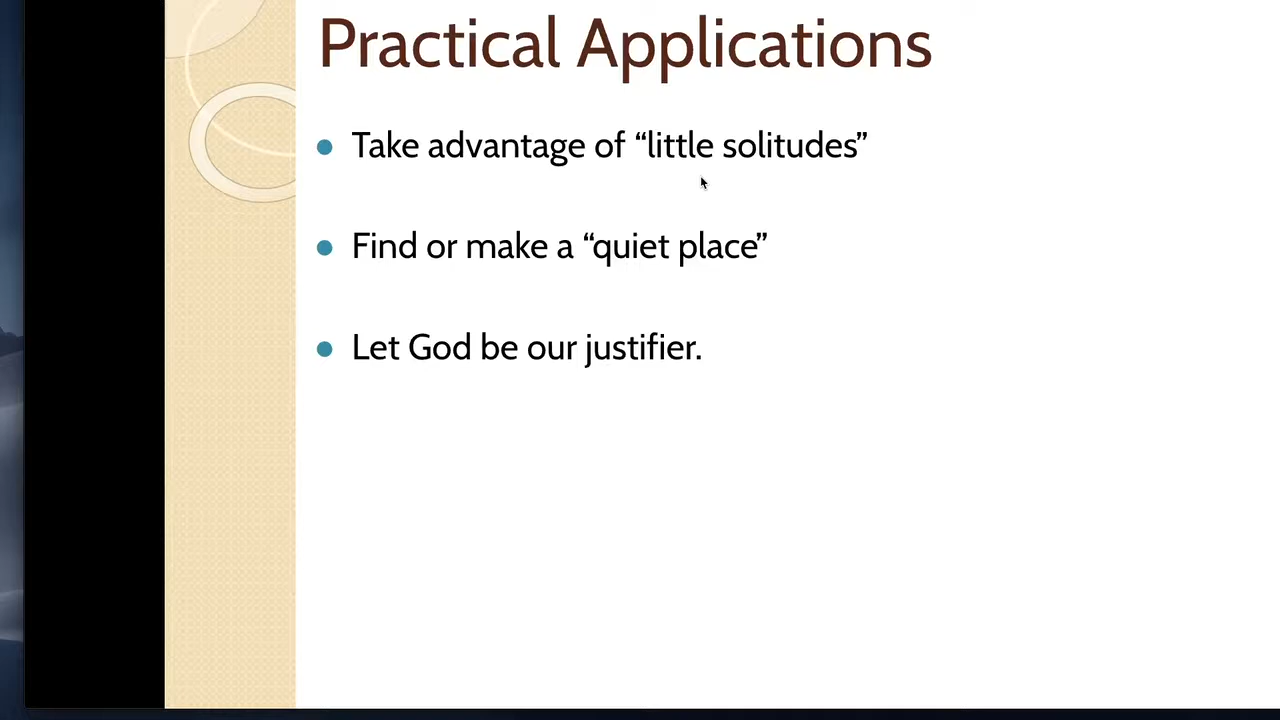 Practical Applications
Take advantage of “little solitudes”
Find or make a “quiet place”
Let God be our justifier.